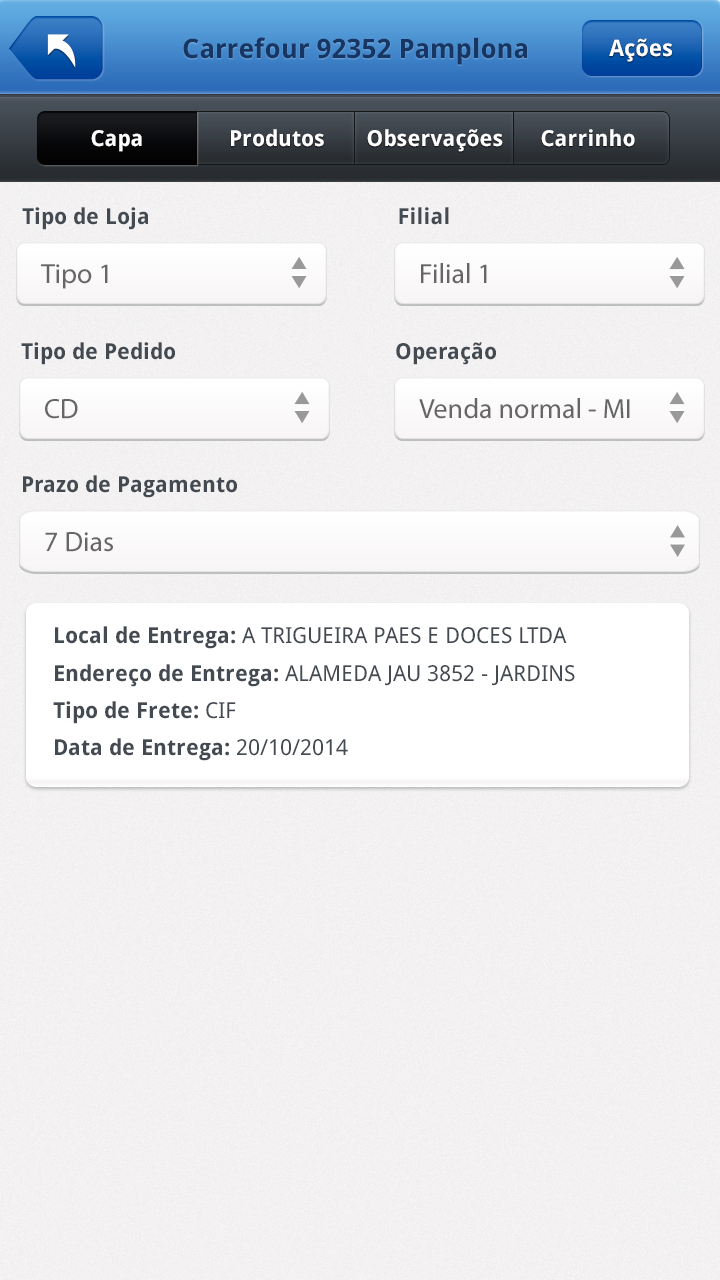 Carrefour 92352 Pamplona
Ações
Capa
Produtos
Observações
Carrinho
Tipo de Loja
Filial
Tipo 1
Filial 1
Tipo de Pedido
Operação
CD
Venda normal - MI
Prazo de Pagamento
7 Dias
Local de Entrega: A TRIGUEIRA PAES E DOCES LTDA
Endereço de Entrega: ALAMEDA JAU 3852 - JARDINS
Tipo de Frete: CIF
Data de Entrega: 20/10/2014